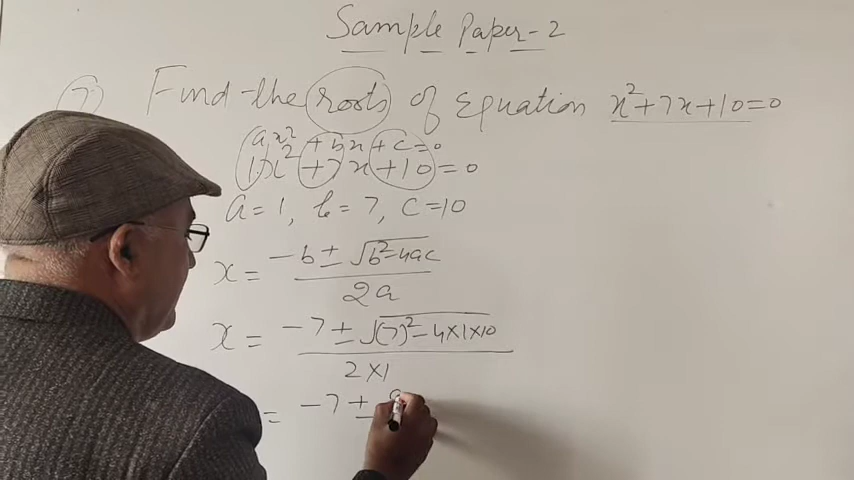 Sample Paper-2
7) Find the roots of Equation x²+7x+10=0
ax²+bx+c=0
1x²+7x+10=0
a=1, b=7, c=10
x = -b ± √b²-4ac / 2a
x = -7 ± √(7)²-4×1×10 / 2×1
= -7 ±